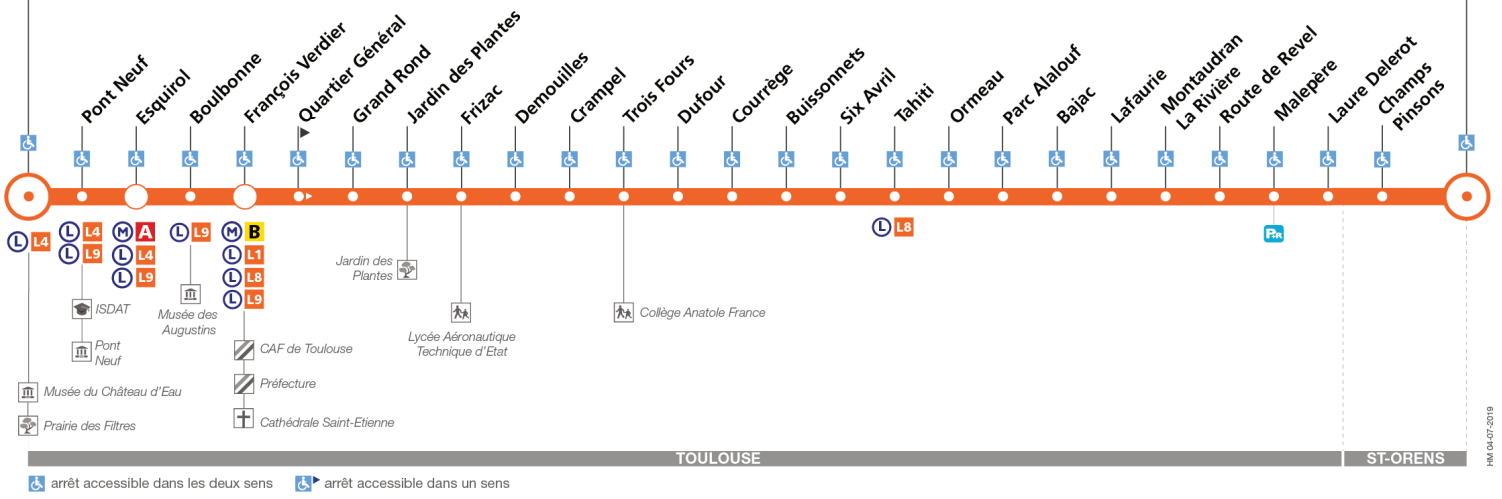 Pont Neuf
Esquirol
Boulbonne
François Verdier
Quartier Général
Grand Rond
Jardin des Plantes
Frizac
Demouilles
Crampel
Trois Fours
Dufour
Courrège
Buissonnets
Six Avril
Tahiti
Ormeau
Parc Alalouf
Bajac
Lafaurie
Montaudran
La Rivière
Route de Revel
Malepère
Laure Delerot
Champs
Pinsons
L L4
L L4
L L9
M A
L L4
L L9
L L9
M B
L L1
L L8
L L9
L L8
P+R
Jardin des
Plantes
ISDAT
Pont
Neuf
Musée des
Augustins
CAF de Toulouse
Préfecture
Cathédrale Saint-Etienne
Lycée Aéronautique
Technique d'Etat
Collège Anatole France
Musée du Château d'Eau
Prairie des Filtres
TOULOUSE
ST-ORENS
arrêt accessible dans les deux sens
arrêt accessible dans un sens
HM 04-07-2019